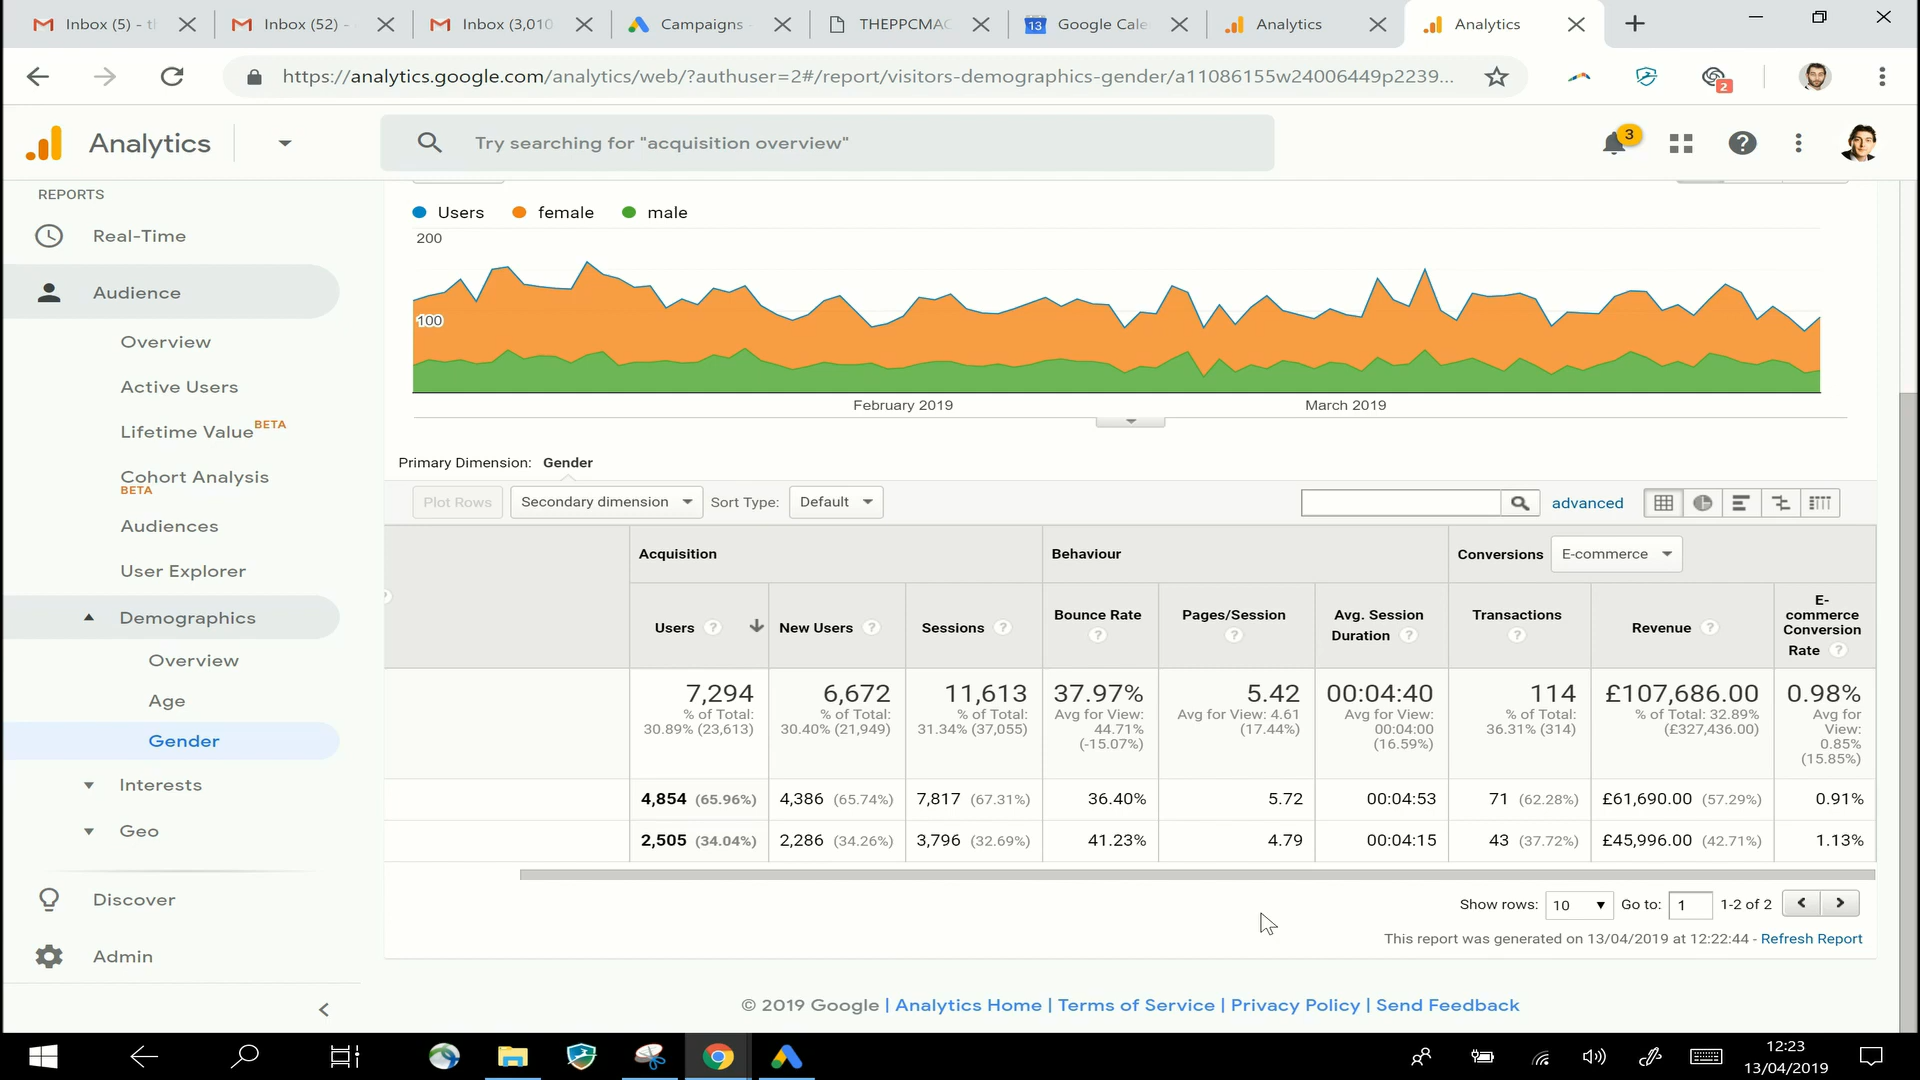 Inbox (5) - th
Inbox (52) -
Inbox (3,010
Campaigns -
THEPPCMAC
Google Cale
Analytics
Analytics
13
https://analytics.google.com/analytics/web/?authuser=2#/report/visitors-demographics-gender/a11086155w24006449p2239...
2
Analytics
Try searching for "acquisition overview"
3
REPORTS
Real-Time
Audience
Overview
Active Users
Lifetime Value BETA
Cohort Analysis
BETA
Audiences
User Explorer
Demographics
Overview
Age
Gender
Interests
Geo
Discover
Admin
Users female male
200
100
February 2019 March 2019
Primary Dimension: Gender
Plot Rows Secondary dimension Sort Type: Default advanced
Acquisition Behaviour Conversions E-commerce
Users ? New Users ? Sessions ? Bounce Rate ? Pages/Session ? Avg. Session Duration ? Transactions ? Revenue ? E-commerce Conversion Rate ?
7,294 6,672 11,613 37.97% 5.42 00:04:40 114 £107,686.00 0.98%
% of Total: 30.89% (23,613)
% of Total: 30.40% (21,949)
% of Total: 31.34% (37,055)
Avg for View: 44.71% (-15.07%)
Avg for View: 4.61 (17.44%)
Avg for View: 00:04:00 (16.59%)
% of Total: 36.31% (314)
% of Total: 32.89% (£327,436.00)
Avg for View: 0.85% (15.85%)
4,854 (65.96%) 4,386 (65.74%) 7,817 (67.31%) 36.40% 5.72 00:04:53 71 (62.28%) £61,690.00 (57.29%) 0.91%
2,505 (34.04%) 2,286 (34.26%) 3,796 (32.69%) 41.23% 4.79 00:04:15 43 (37.72%) £45,996.00 (42.71%) 1.13%
Show rows: 10 Go to: 1 1-2 of 2
This report was generated on 13/04/2019 at 12:22:44 - Refresh Report
© 2019 Google | Analytics Home | Terms of Service | Privacy Policy | Send Feedback
12:23
13/04/2019